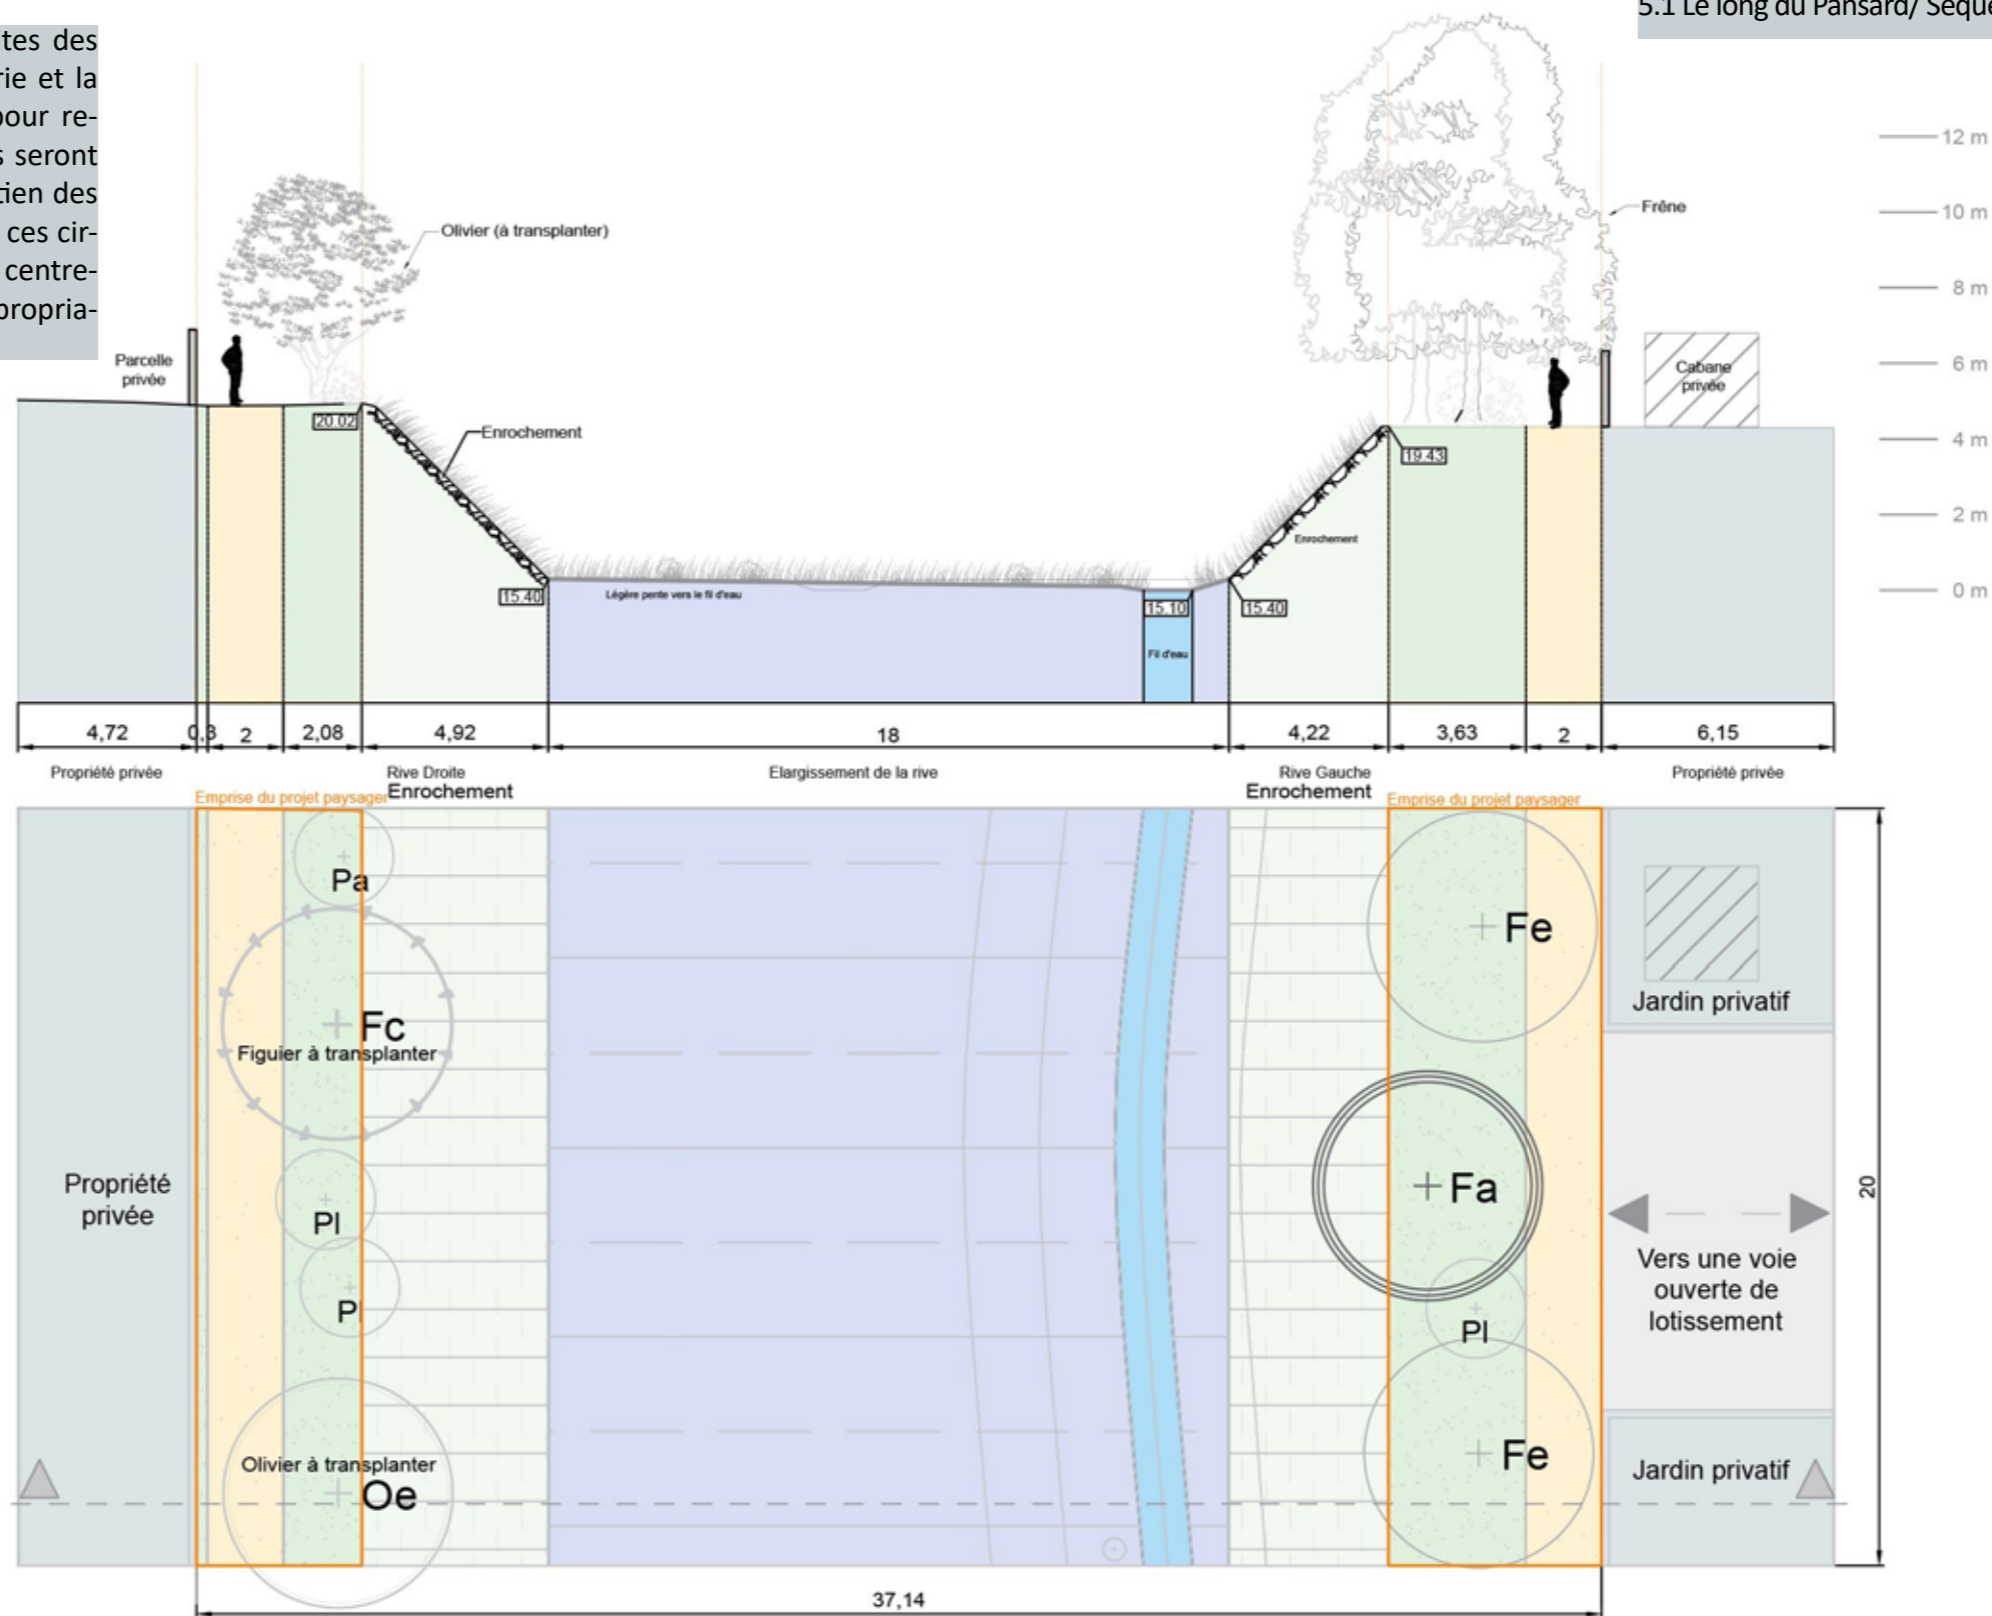 5.1 Le long du Pansard/ Séque
tes des
rie et la
pour re-
s seront
tien des
ces cir-
centre-
propria-
12 m
10 m
8 m
6 m
4 m
2 m
0 m
Olivier (à transplanter)
Frêne
Parcelle
privée
Cabane
privée
20.02
Enrochement
19.43
Enrochement
15.40
Légère pente vers le fil d'eau
15.10
15.40
Fil d'eau
4,72
0,3
2
2,08
4,92
18
4,22
3,63
2
6,15
Propriété privée
Rive Droite
Elargissement de la rive
Rive Gauche
Propriété privée
Emprise du projet paysager
Enrochement
Enrochement
Emprise du projet paysager
Pa
Fe
Fc
Figuier à transplanter
Jardin privatif
Propriété
privée
Pl
Fa
20
Pl
Pl
Vers une voie
ouverte de
lotissement
Olivier à transplanter
Oe
Fe
Jardin privatif
37,14